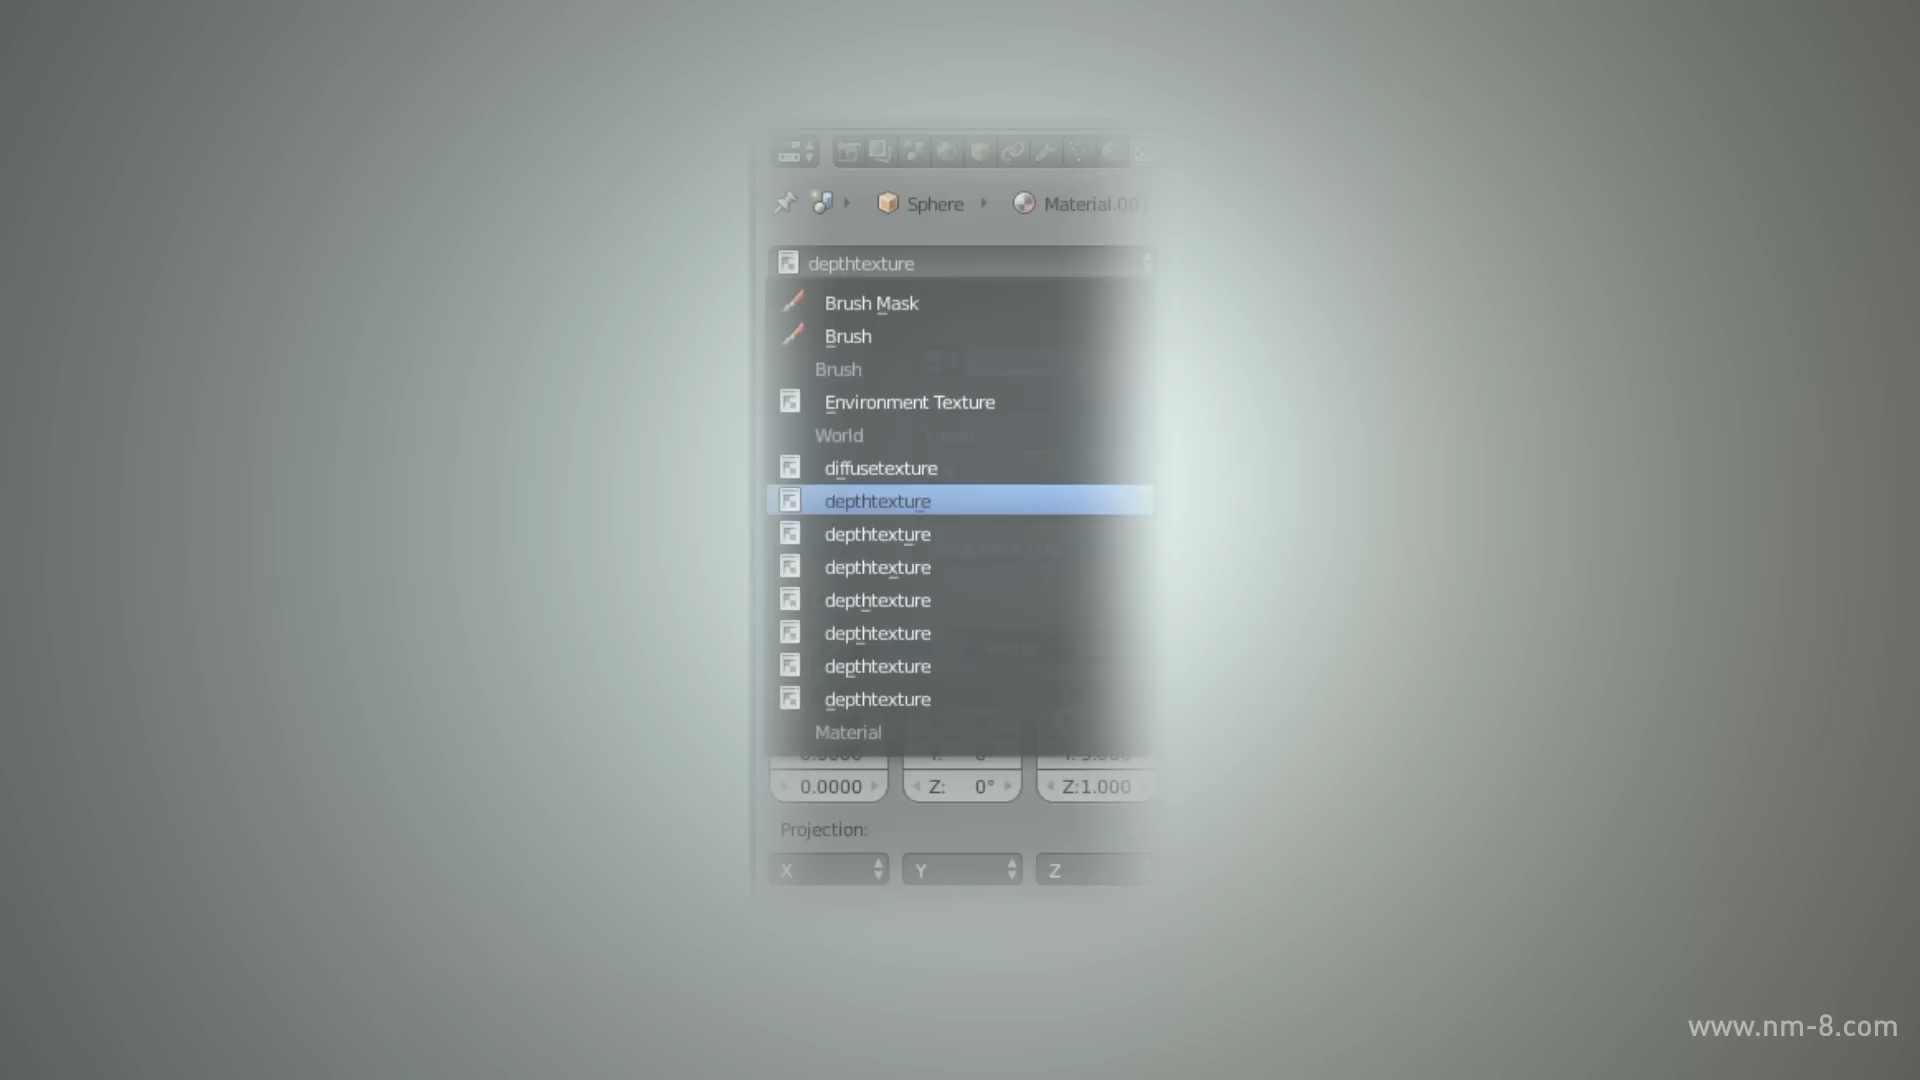 Sphere Material.00
depthtexture
Brush Mask
Brush
Brush
Environment Texture
World
diffusetexture
depthtexture
depthtexture
depthtexture
depthtexture
depthtexture
depthtexture
depthtexture
Material
0.0000 Z: 0° Z:1.000
Projection:
X Y Z
www.nm-8.com